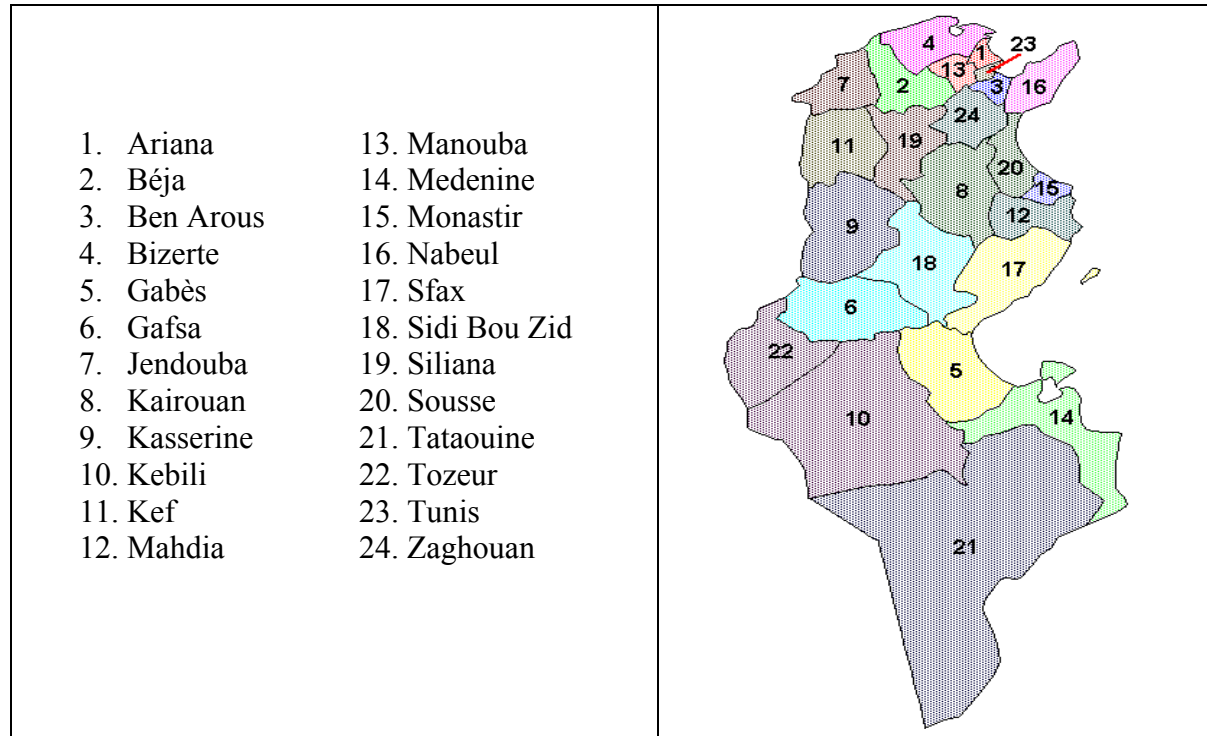 1. Ariana
2. Béja
3. Ben Arous
4. Bizerte
5. Gabès
6. Gafsa
7. Jendouba
8. Kairouan
9. Kasserine
10. Kebili
11. Kef
12. Mahdia
13. Manouba
14. Medenine
15. Monastir
16. Nabeul
17. Sfax
18. Sidi Bou Zid
19. Siliana
20. Sousse
21. Tataouine
22. Tozeur
23. Tunis
24. Zaghouan
4
1
23
13
7
2
3
16
24
11
19
20
8
15
12
9
18
17
6
22
5
10
14
21